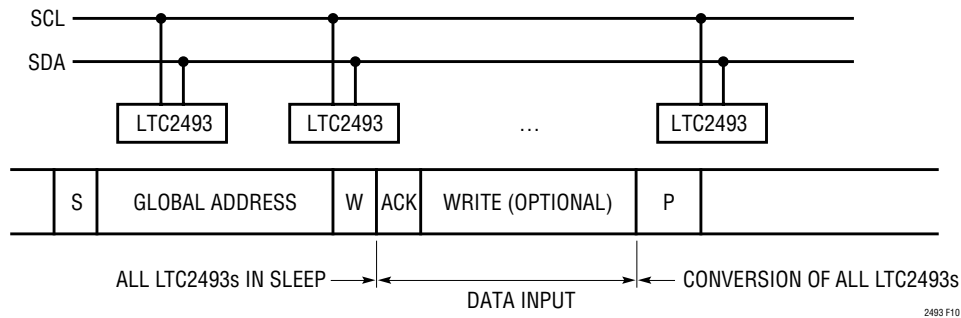 SCL
SDA
LTC2493 LTC2493 … LTC2493
S GLOBAL ADDRESS W ACK WRITE (OPTIONAL) P
ALL LTC2493s IN SLEEP DATA INPUT CONVERSION OF ALL LTC2493s
2493 F10